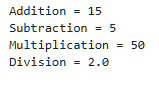 Addition = 15
Subtraction = 5
Multiplication = 50
Division = 2.0